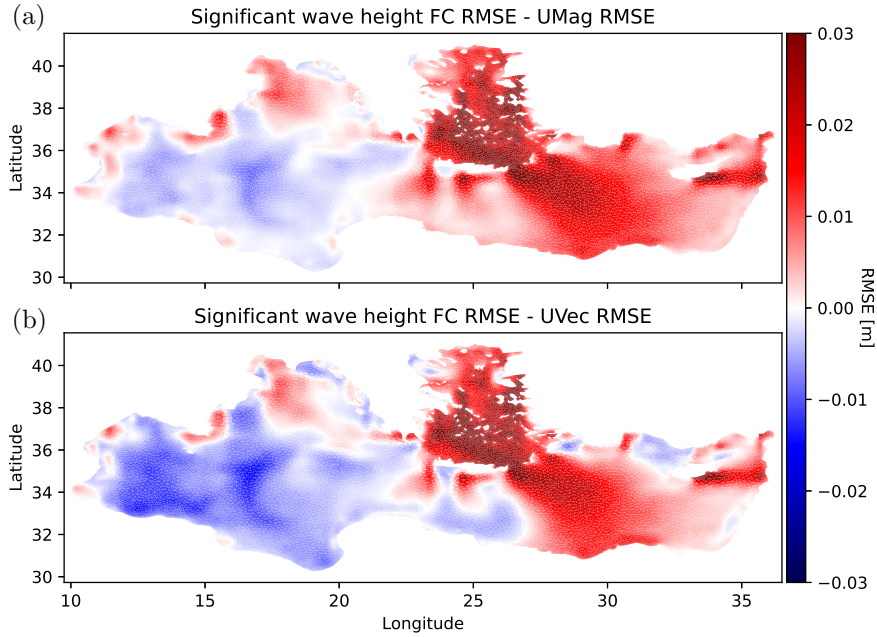 (a)
Significant wave height FC RMSE - UMag RMSE
Latitude
40
38
36
34
32
30
(b)
Significant wave height FC RMSE - UVec RMSE
Latitude
40
38
36
34
32
30
10 15 20 25 30 35
Longitude
0.03
0.02
0.01
0.00
−0.01
−0.02
−0.03
RMSE [m]